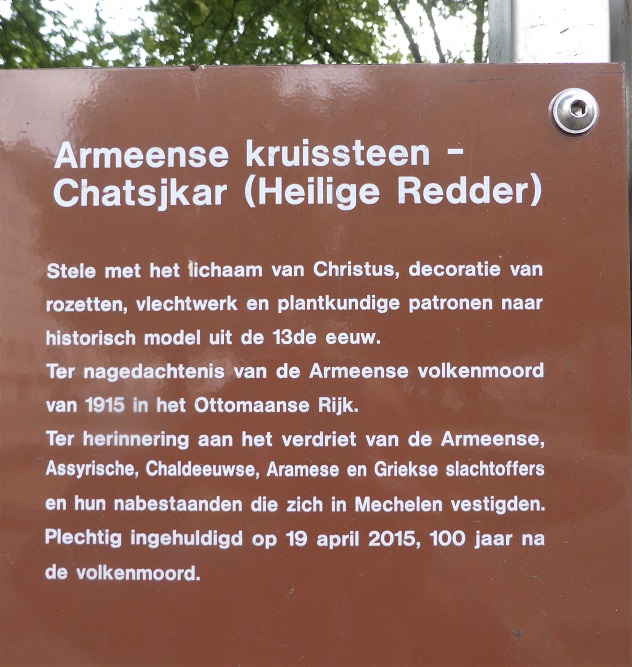 Armeense kruissteen -
Chatsjkar (Heilige Redder)
Stele met het lichaam van Christus, decoratie van
rozetten, vlechtwerk en plantkundige patronen naar
historisch model uit de 13de eeuw.
Ter nagedachtenis van de Armeense volkenmoord
van 1915 in het Ottomaanse Rijk.
Ter herinnering aan het verdriet van de Armeense,
Assyrische, Chaldeeuwse, Aramese en Griekse slachtoffers
en hun nabestaanden die zich in Mechelen vestigden.
Plechtig ingehuldigd op 19 april 2015, 100 jaar na
de volkenmoord.